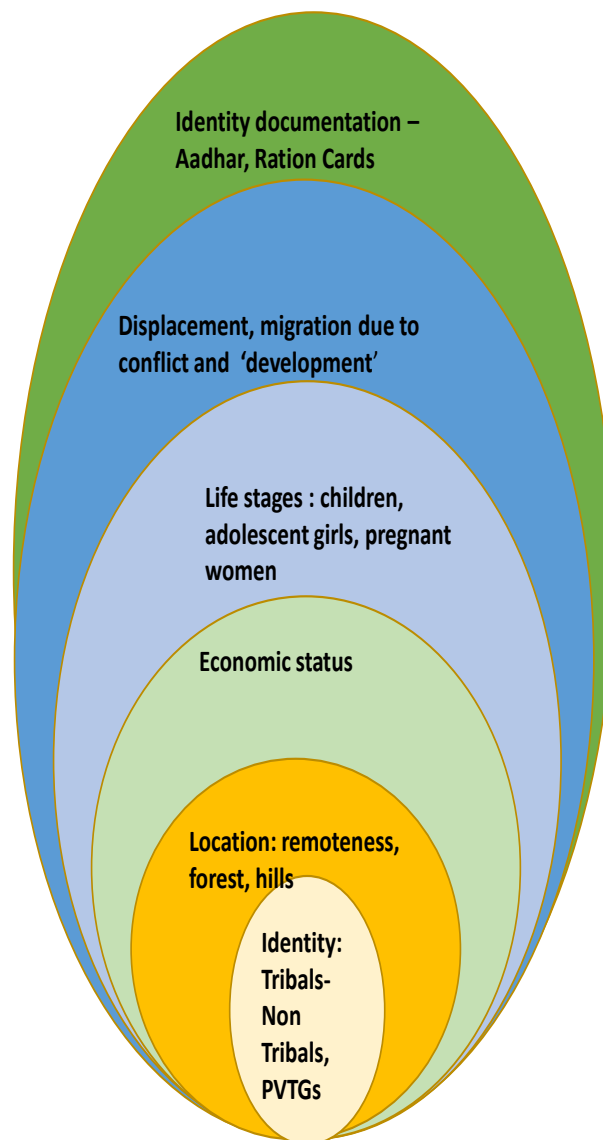 Identity documentation –
Aadhar, Ration Cards
Displacement, migration due to
conflict and ‘development’
Life stages : children,
adolescent girls, pregnant
women
Economic status
Location: remoteness,
forest, hills
Identity:
Tribals-
Non
Tribals,
PVTGs